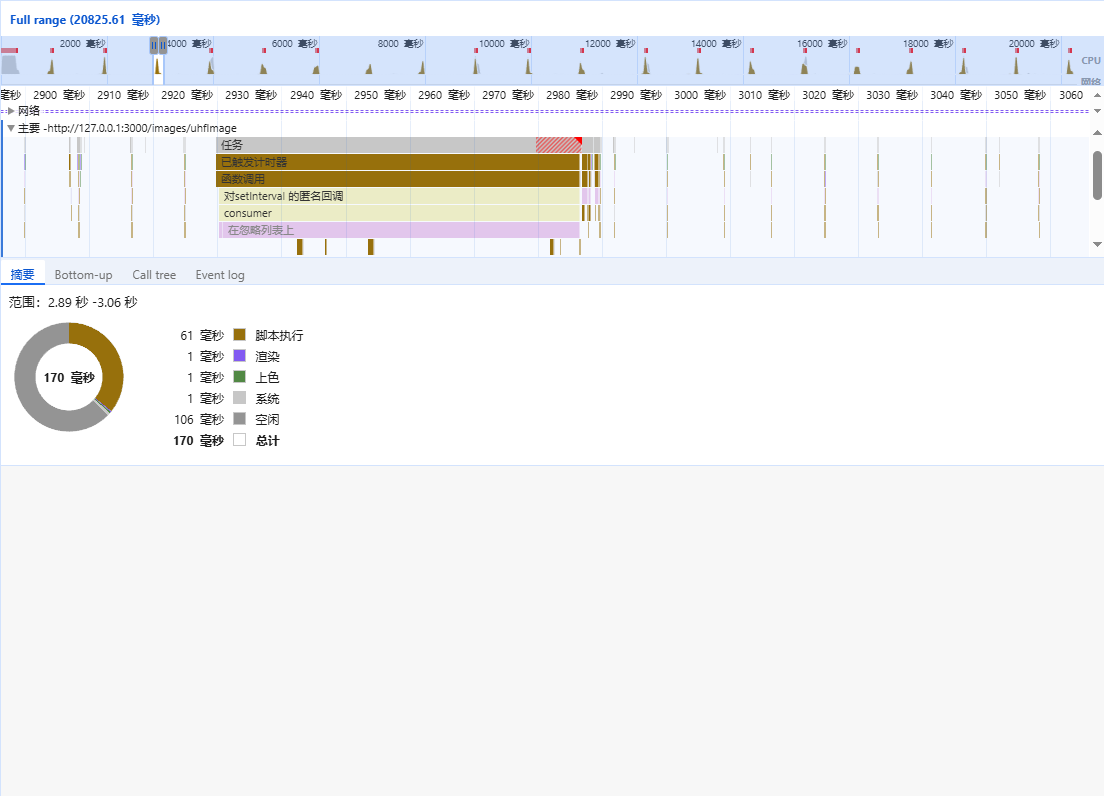 Full range (20825.61 毫秒)
2000 毫秒 4000 毫秒 6000 毫秒 8000 毫秒 10000 毫秒 12000 毫秒 14000 毫秒 16000 毫秒 18000 毫秒 20000 毫秒
CPU
网络
毫秒 2900 毫秒 2910 毫秒 2920 毫秒 2930 毫秒 2940 毫秒 2950 毫秒 2960 毫秒 2970 毫秒 2980 毫秒 2990 毫秒 3000 毫秒 3010 毫秒 3020 毫秒 3030 毫秒 3040 毫秒 3050 毫秒 3060
网络
主要 -http://127.0.0.1:3000/images/uhfImage
任务
已触发计时器
函数调用
对setInterval 的匿名回调
consumer
在忽略列表上
摘要 Bottom-up Call tree Event log
范围: 2.89 秒 -3.06 秒
61 毫秒 脚本执行
1 毫秒 渲染
1 毫秒 上色
1 毫秒 系统
106 毫秒 空闲
170 毫秒 总计
170 毫秒